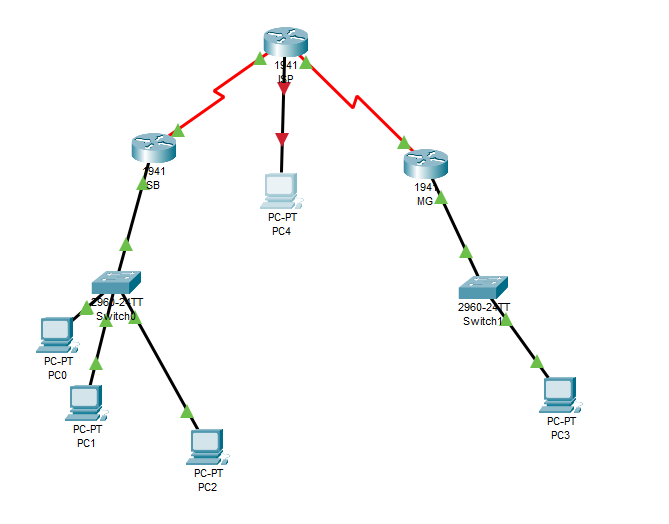 1941
ISP
1941
SB
PC-PT
PC4
1941
MG
2960-24TT
Switch0
2960-24TT
Switch1
PC-PT
PC0
PC-PT
PC1
PC-PT
PC3
PC-PT
PC2